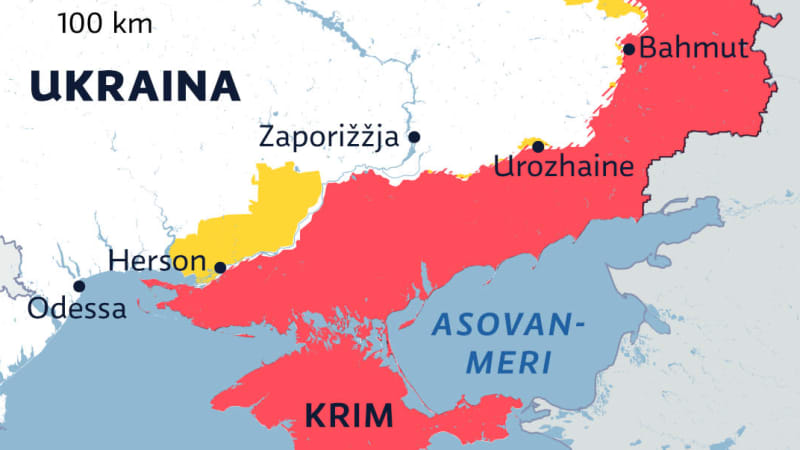 100 km
UKRAINA
Bahmut
Zaporižžja
Urozhaine
Herson
Odessa
ASOVAN-
MERI
KRIM